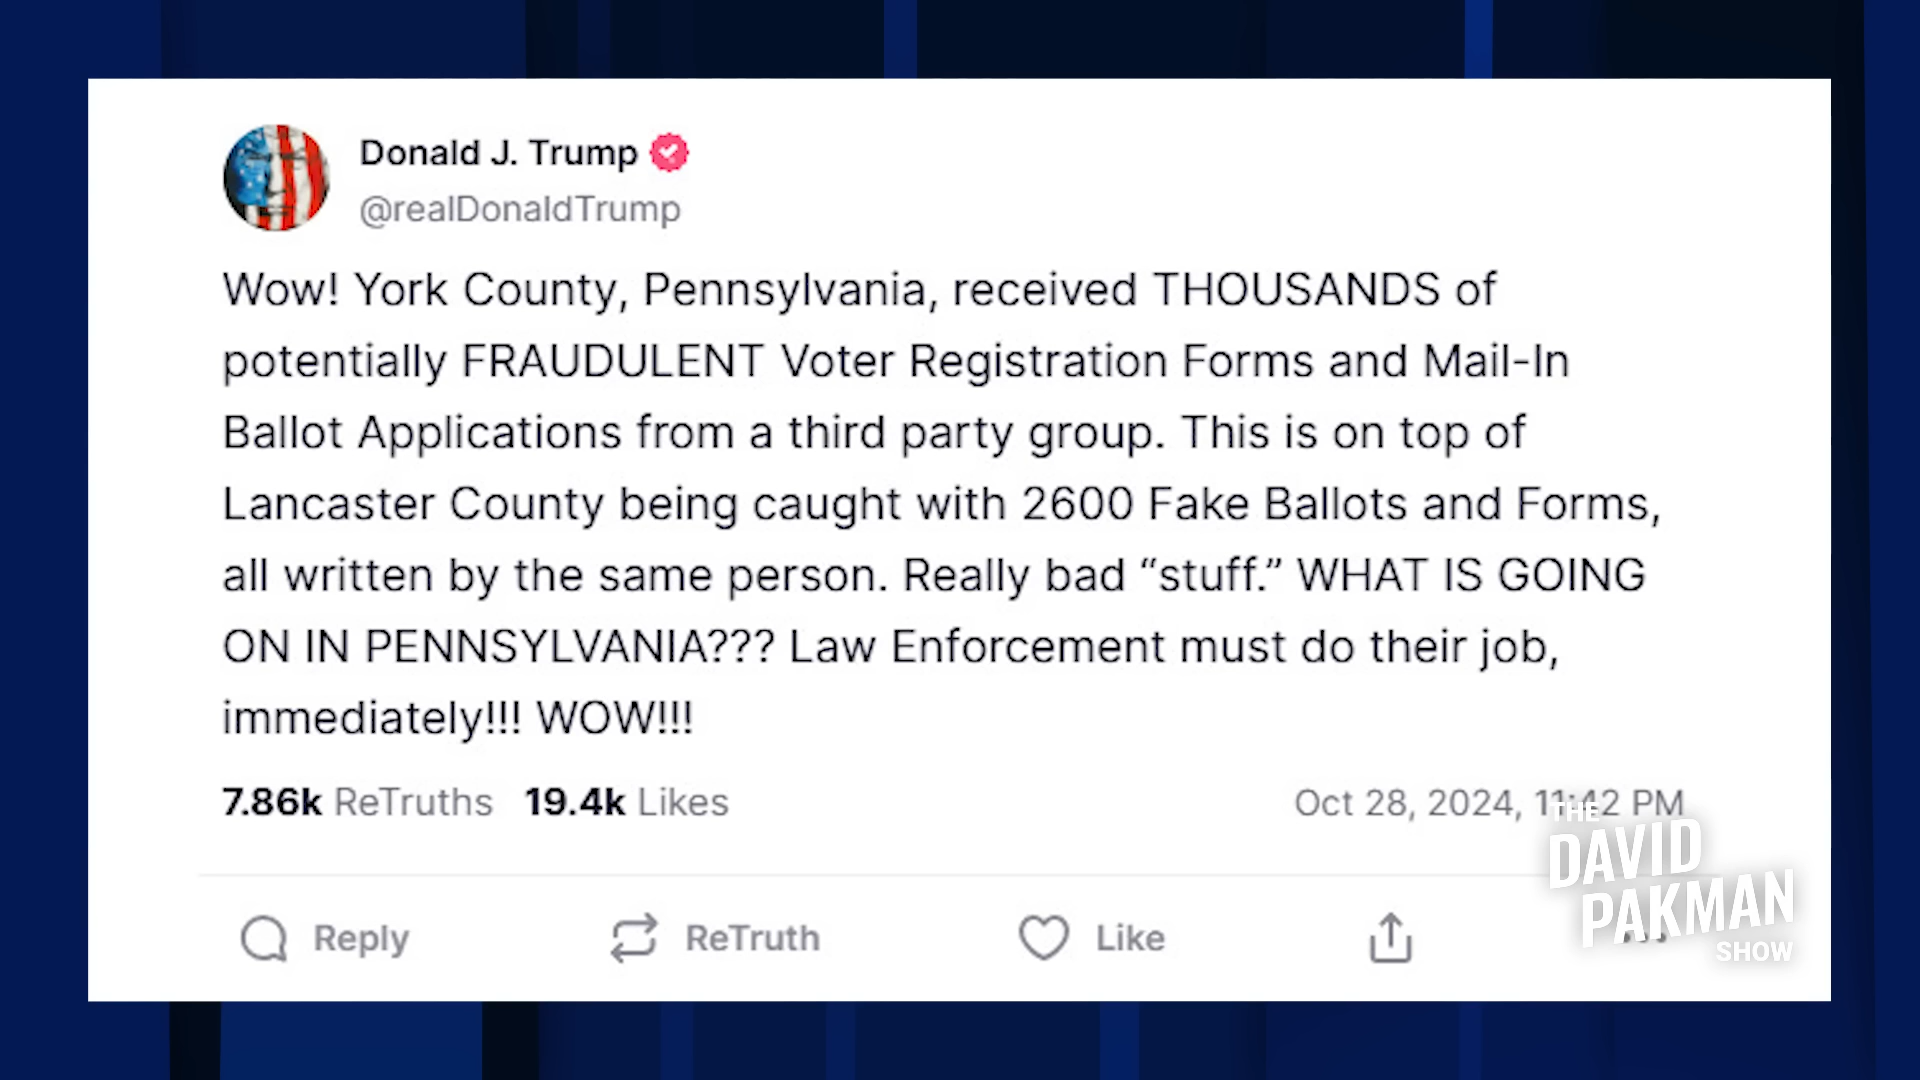 Donald J. Trump
@realDonaldTrump
Wow! York County, Pennsylvania, received THOUSANDS of
potentially FRAUDULENT Voter Registration Forms and Mail-In
Ballot Applications from a third party group. This is on top of
Lancaster County being caught with 2600 Fake Ballots and Forms,
all written by the same person. Really bad “stuff.” WHAT IS GOING
ON IN PENNSYLVANIA??? Law Enforcement must do their job,
immediately!!! WOW!!!
7.86k ReTruths 19.4k Likes
Oct 28, 2024, 11:42 PM
Reply
ReTruth
Like
THE
DAVID
PAKMAN
SHOW